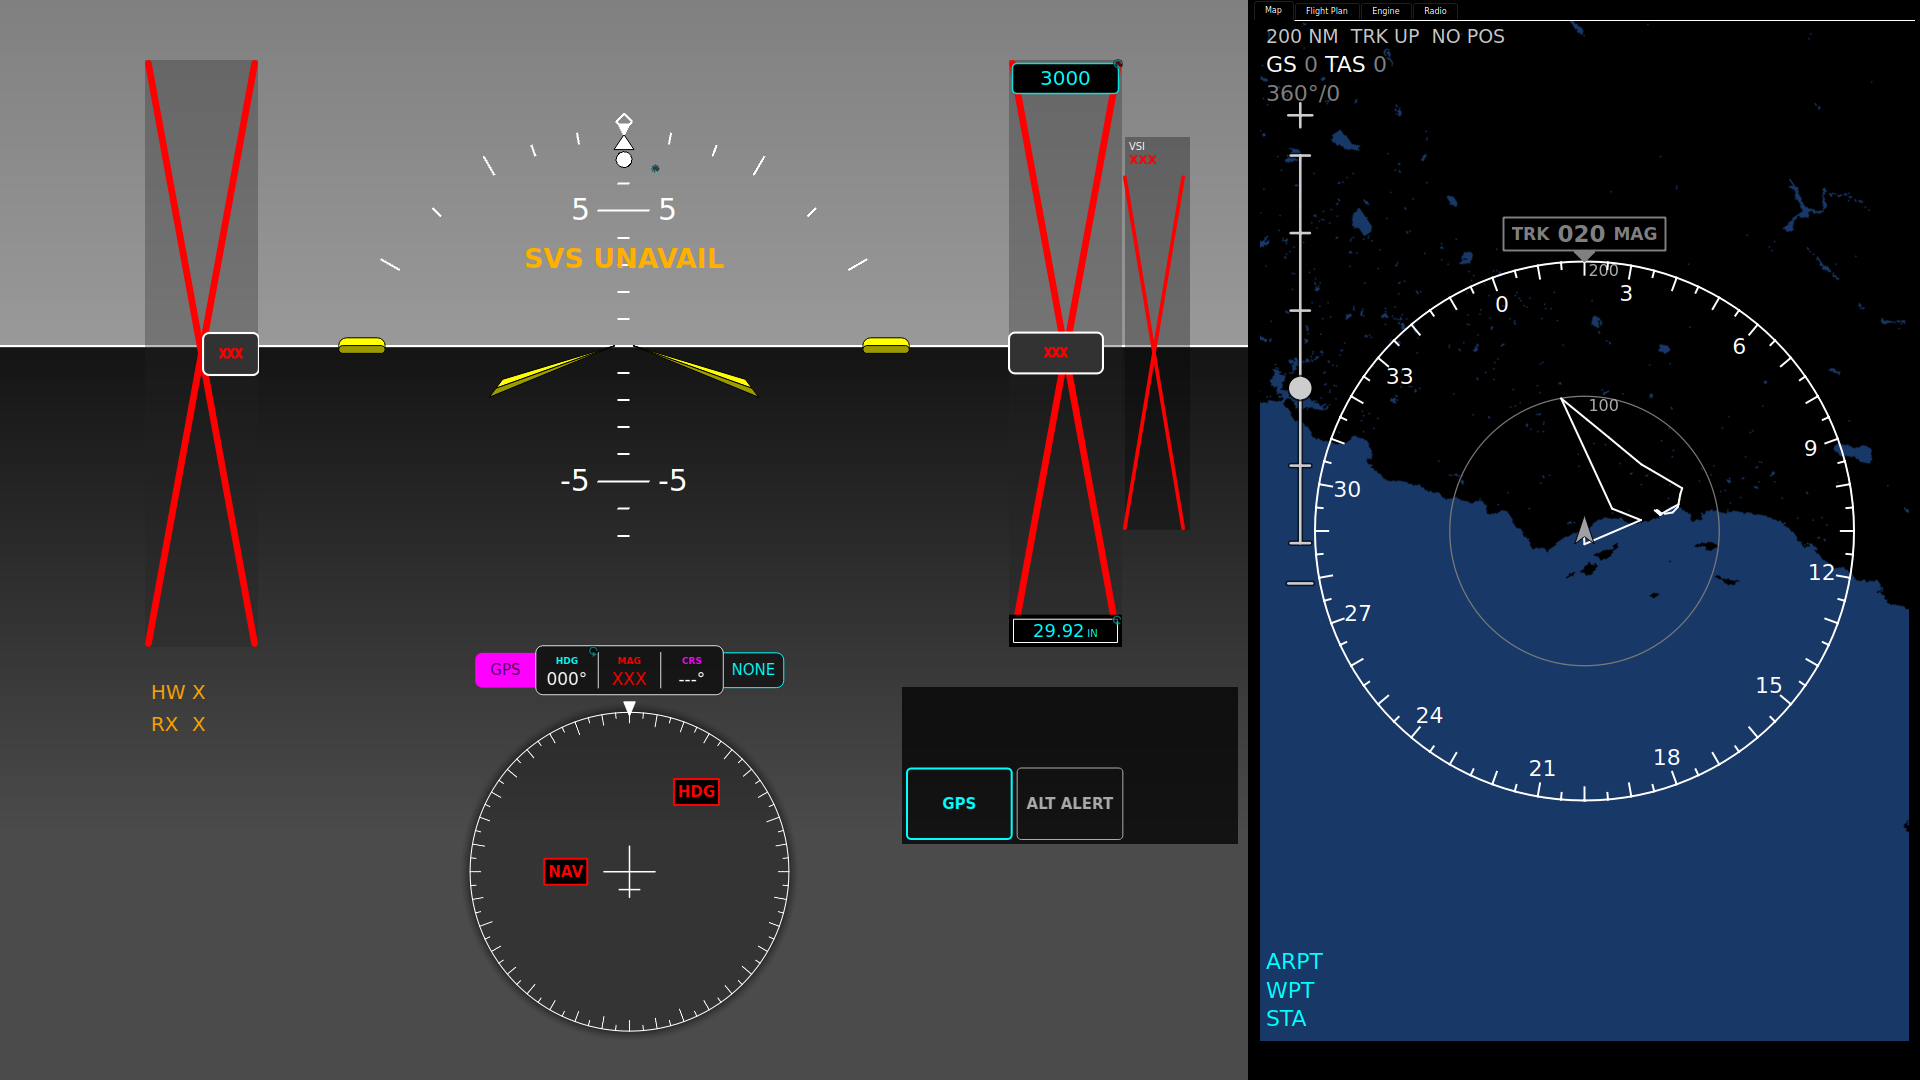 Map Flight Plan Engine Radio
200 NM TRK UP NO POS
GS 0 TAS 0
360°/0
3000
VSI
XXX
5 5
SVS UNAVAIL
XXX
XXX
-5 -5
29.92 IN
GPS
HDG
000°
MAG
XXX
CRS
---°
NONE
HW X
RX X
HDG
NAV
GPS
ALT ALERT
TRK 020 MAG
200
0
3
6
33
100
9
30
12
27
15
24
18
21
ARPT
WPT
STA